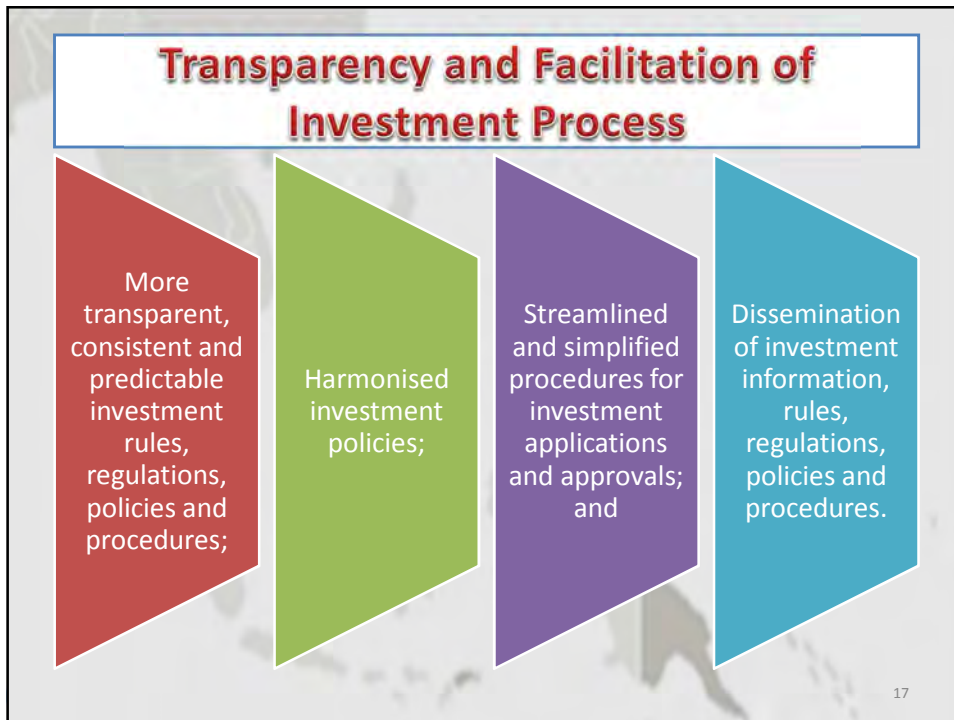 Transparency and Facilitation of
Investment Process
More
transparent,
consistent and
predictable
investment
rules,
regulations,
policies and
procedures;
Harmonised
investment
policies;
Streamlined
and simplified
procedures for
investment
applications
and approvals;
and
Dissemination
of investment
information,
rules,
regulations,
policies and
procedures.
17